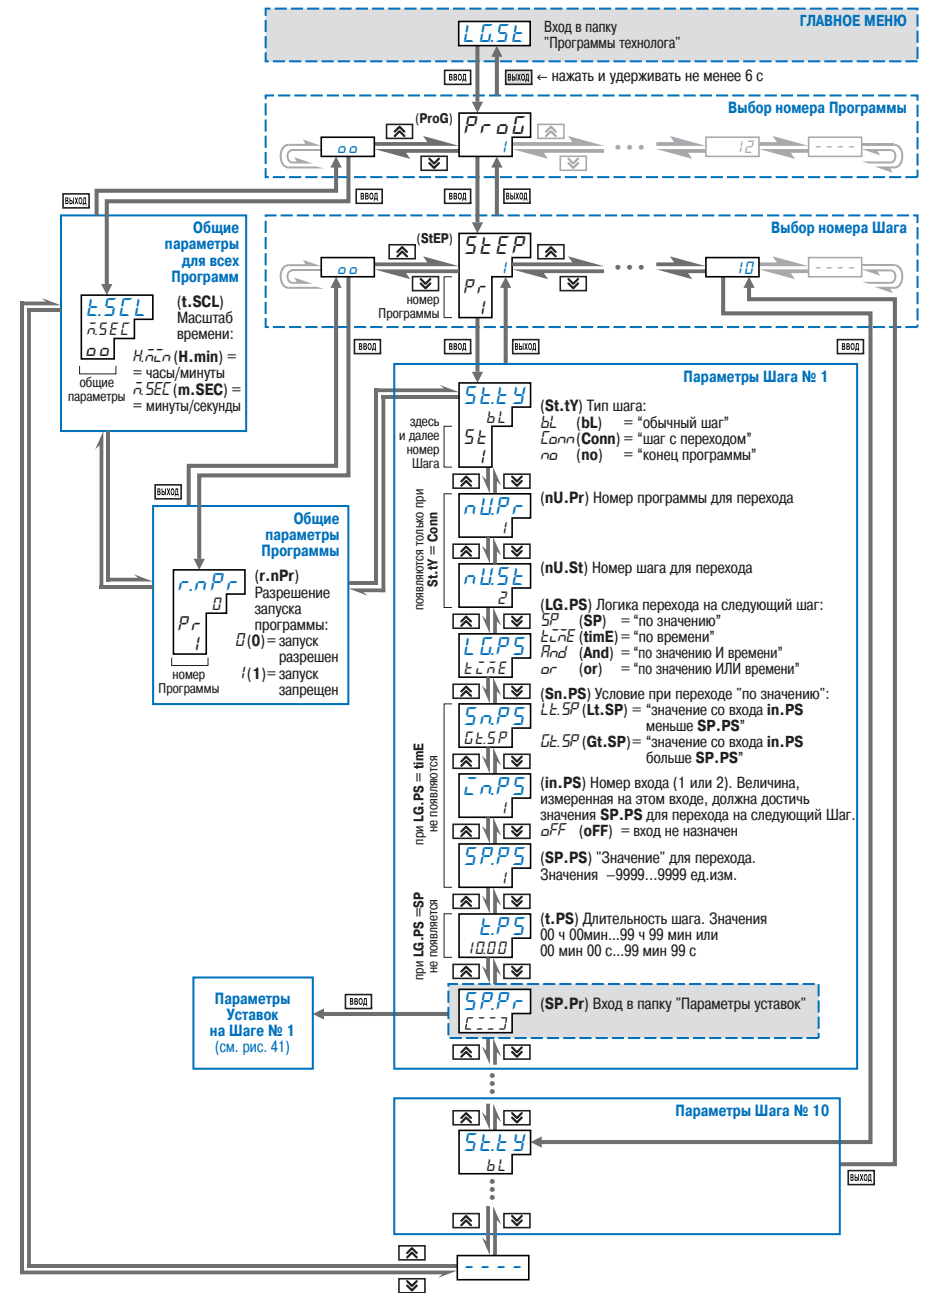 ГЛАВНОЕ МЕНЮ
LG.St
Вход в папку
"Программы технолога"
ВВОД
ВЫХОД ← нажать и удерживать не менее 6 с
Выбор номера Программы
(ProG)
ProG
1
oo
12
- - - -
ВЫХОД
ВВОД
ВВОД
ВЫХОД
Выбор номера Шага
(StEP)
StEP
1
Pr
1
oo
10
- - - -
номер
Программы
Общие
параметры
для всех
Программ
t.SCL
m.SEC
oo
общие
параметры
(t.SCL)
Масштаб
времени:
H.min (H.min) =
= часы/минуты
m.SEC (m.SEC) =
= минуты/секунды
ВВОД
ВВОД
ВЫХОД
ВВОД
Параметры Шага № 1
St.tY
bL
St
1
здесь
и далее
номер
Шага
(St.tY) Тип шага:
bL (bL) = “обычный шаг”
Conn (Conn) = “шаг с переходом”
no (no) = “конец программы”
появляются только при
St.tY = Conn
nU.Pr
1
(nU.Pr) Номер программы для перехода
nU.St
2
(nU.St) Номер шага для перехода
ВЫХОД
Общие
параметры
Программы
r.nPr
0
Pr
1
номер
Программы
(r.nPr)
Разрешение
запуска
программы:
0 (0) = запуск
разрешен
1 (1) = запуск
запрещен
LG.PS
timE
(LG.PS) Логика перехода на следующий шаг:
SP (SP) = “по значению”
timE (timE) = “по времени”
And (And) = “по значению И времени”
or (or) = “по значению ИЛИ времени”
при LG.PS = timE
не появляются
Sn.PS
Gt.SP
(Sn.PS) Условие при переходе "по значению":
Lt.SP (Lt.SP) = “значение со входа in.PS
меньше SP.PS”
Gt.SP (Gt.SP) = “значение со входа in.PS
больше SP.PS”
in.PS
1
(in.PS) Номер входа (1 или 2). Величина,
измеренная на этом входе, должна достичь
значения SP.PS для перехода на следующий Шаг.
oFF (oFF) = вход не назначен
SP.PS
1
(SP.PS) "Значение" для перехода.
Значения –9999...9999 ед.изм.
при LG.PS =SP
не появляется
t.PS
10.00
(t.PS) Длительность шага. Значения
00 ч 00мин...99 ч 99 мин или
00 мин 00 с...99 мин 99 с
SP.Pr
[---]
(SP.Pr) Вход в папку "Параметры уставок"
ВВОД
Параметры
Уставок
на Шаге № 1
(см. рис. 41)
Параметры Шага № 10
St.tY
bL
ВЫХОД
- - - -